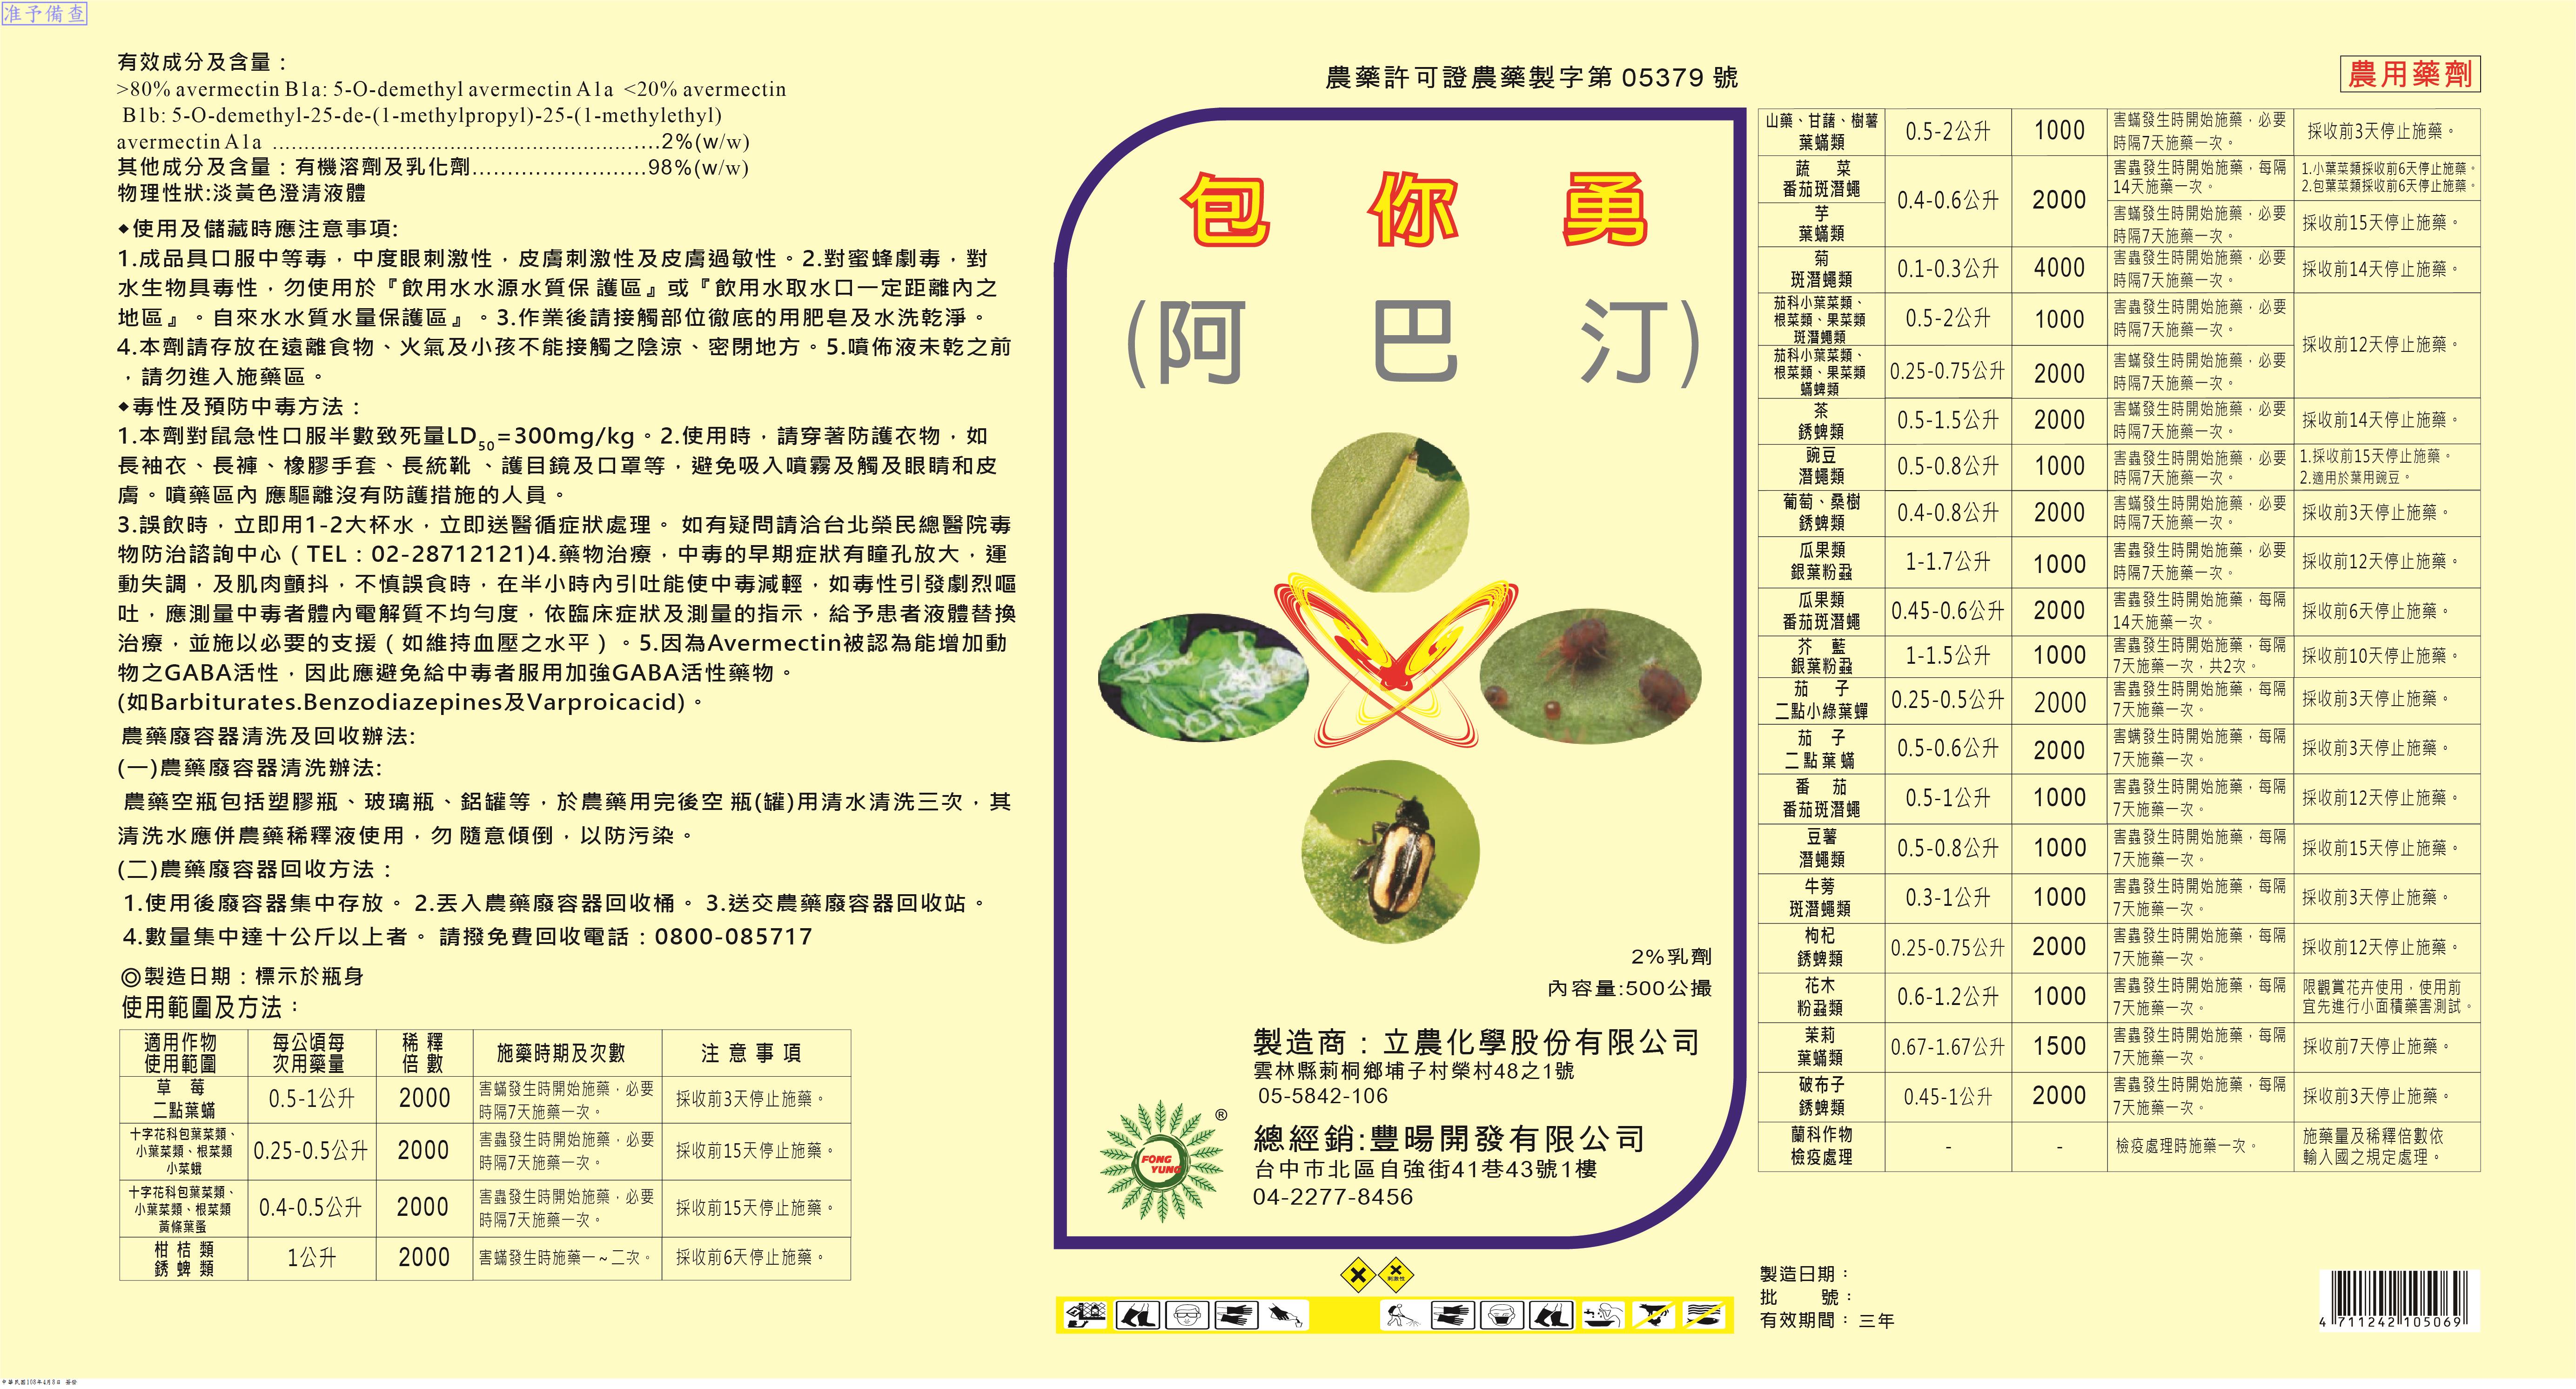 准予備查
有效成分及含量：
>80% avermectin B1a: 5-O-demethyl avermectin A1a <20% avermectin
B1b: 5-O-demethyl-25-de-(1-methylpropyl)-25-(1-methylethyl)
avermectin A1a ............................................................2%(w/w)
其他成分及含量：有機溶劑及乳化劑.........................98%(w/w)
物理性狀:淡黃色澄清液體
◆使用及儲藏時應注意事項:
1.成品具口服中等毒，中度眼刺激性，皮膚刺激性及皮膚過敏性。2.對蜜蜂劇毒，對
水生物具毒性，勿使用於『飲用水水源水質保 護區』或『飲用水取水口一定距離內之
地區』。自來水水質水量保護區』。3.作業後請接觸部位徹底的用肥皂及水洗乾淨。
4.本劑請存放在遠離食物、火氣及小孩不能接觸之陰涼、密閉地方。5.噴佈液未乾之前
，請勿進入施藥區。
◆毒性及預防中毒方法：
1.本劑對鼠急性口服半數致死量LD50=300mg/kg。2.使用時，請穿著防護衣物，如
長袖衣、長褲、橡膠手套、長統靴 、護目鏡及口罩等，避免吸入噴霧及觸及眼睛和皮
膚。噴藥區內 應驅離沒有防護措施的人員。
3.誤飲時，立即用1-2大杯水，立即送醫循症狀處理。 如有疑問請洽台北榮民總醫院毒
物防治諮詢中心（TEL：02-28712121)4.藥物治療，中毒的早期症狀有瞳孔放大，運
動失調，及肌肉顫抖，不慎誤食時，在半小時內引吐能使中毒減輕，如毒性引發劇烈嘔
吐，應測量中毒者體內電解質不均勻度，依臨床症狀及測量的指示，給予患者液體替換
治療，並施以必要的支援（如維持血壓之水平）。5.因為Avermectin被認為能增加動
物之GABA活性，因此應避免給中毒者服用加強GABA活性藥物。
(如Barbiturates.Benzodiazepines及Varproicacid)。
農藥廢容器清洗及回收辦法:
(一)農藥廢容器清洗辦法:
農藥空瓶包括塑膠瓶、玻璃瓶、鋁罐等，於農藥用完後空 瓶(罐)用清水清洗三次，其
清洗水應併農藥稀釋液使用，勿 隨意傾倒，以防污染。
(二)農藥廢容器回收方法：
1.使用後廢容器集中存放。 2.丟入農藥廢容器回收桶。 3.送交農藥廢容器回收站。
4.數量集中達十公斤以上者。 請撥免費回收電話：0800-085717
◎製造日期：標示於瓶身
使用範圍及方法：
適用作物使用範圍 每公頃每次用藥量 稀釋倍數 施藥時期及次數 注意事項
草莓 二點葉蟎 0.5-1公升 2000 害蟎發生時開始施藥，必要時隔7天施藥一次。 採收前3天停止施藥。
十字花科包葉菜類、小葉菜類、根菜類 小菜蛾 0.25-0.5公升 2000 害蟲發生時開始施藥，必要時隔7天施藥一次。 採收前15天停止施藥。
十字花科包葉菜類、小葉菜類、根菜類 黃條葉蚤 0.4-0.5公升 2000 害蟲發生時開始施藥，必要時隔7天施藥一次。 採收前15天停止施藥。
柑桔類 銹蜱類 1公升 2000 害蟎發生時施藥一~二次。 採收前6天停止施藥。
農藥許可證農藥製字第 05379 號
包你勇
(阿巴汀)
2%乳劑
內容量:500公撮
製造商：立農化學股份有限公司
雲林縣莿桐鄉埔子村榮村48之1號
05-5842-106
FONG
YUNG
®
總經銷:豐暘開發有限公司
台中市北區自強街41巷43號1樓
04-2277-8456
刺激性
農用藥劑
山藥、甘藷、樹薯 葉蟎類 0.5-2公升 1000 害蟎發生時開始施藥，必要時隔7天施藥一次。 採收前3天停止施藥。
蔬菜 番茄斑潛蠅 0.4-0.6公升 2000 害蟲發生時開始施藥，每隔14天施藥一次。 1.小葉菜類採收前6天停止施藥。 2.包葉菜類採收前6天停止施藥。
芋 葉蟎類 害蟎發生時開始施藥，必要時隔7天施藥一次。 採收前15天停止施藥。
菊 斑潛蠅類 0.1-0.3公升 4000 害蟲發生時開始施藥，必要時隔7天施藥一次。 採收前14天停止施藥。
茄科小葉菜類、根菜類、果菜類 斑潛蠅類 0.5-2公升 1000 害蟲發生時開始施藥，必要時隔7天施藥一次。 採收前12天停止施藥。
茄科小葉菜類、根菜類、果菜類 蟎蜱類 0.25-0.75公升 2000 害蟎發生時開始施藥，必要時隔7天施藥一次。
茶 銹蜱類 0.5-1.5公升 2000 害蟎發生時開始施藥，必要時隔7天施藥一次。 採收前14天停止施藥。
豌豆 潛蠅類 0.5-0.8公升 1000 害蟲發生時開始施藥，必要時隔7天施藥一次。 1.採收前15天停止施藥。 2.適用於葉用豌豆。
葡萄、桑樹 銹蜱類 0.4-0.8公升 2000 害蟎發生時開始施藥，必要時隔7天施藥一次。 採收前3天停止施藥。
瓜果類 銀葉粉蝨 1-1.7公升 1000 害蟲發生時開始施藥，必要時隔7天施藥一次。 採收前12天停止施藥。
瓜果類 番茄斑潛蠅 0.45-0.6公升 2000 害蟲發生時開始施藥，每隔14天施藥一次。 採收前6天停止施藥。
芥藍 銀葉粉蝨 1-1.5公升 1000 害蟲發生時開始施藥，每隔7天施藥一次，共2次。 採收前10天停止施藥。
茄子 二點小綠葉蟬 0.25-0.5公升 2000 害蟲發生時開始施藥，每隔7天施藥一次。 採收前3天停止施藥。
茄子 二點葉蟎 0.5-0.6公升 2000 害蟎發生時開始施藥，每隔7天施藥一次。 採收前3天停止施藥。
番茄 番茄斑潛蠅 0.5-1公升 1000 害蟲發生時開始施藥，每隔7天施藥一次。 採收前12天停止施藥。
豆薯 潛蠅類 0.5-0.8公升 1000 害蟲發生時開始施藥，每隔7天施藥一次。 採收前15天停止施藥。
牛蒡 斑潛蠅類 0.3-1公升 1000 害蟲發生時開始施藥，每隔7天施藥一次。 採收前3天停止施藥。
枸杞 銹蜱類 0.25-0.75公升 2000 害蟲發生時開始施藥，每隔7天施藥一次。 採收前12天停止施藥。
花木 粉蝨類 0.6-1.2公升 1000 害蟲發生時開始施藥，每隔7天施藥一次。 限觀賞花卉使用，使用前宜先進行小面積藥害測試。
茉莉 葉蟎類 0.67-1.67公升 1500 害蟲發生時開始施藥，每隔7天施藥一次。 採收前7天停止施藥。
破布子 銹蜱類 0.45-1公升 2000 害蟲發生時開始施藥，每隔7天施藥一次。 採收前3天停止施藥。
蘭科作物 檢疫處理 - - 檢疫處理時施藥一次。 施藥量及稀釋倍數依輸入國之規定處理。
製造日期：
批 號：
有效期間：三年
4 711242 105069
中華民國108年4月8日